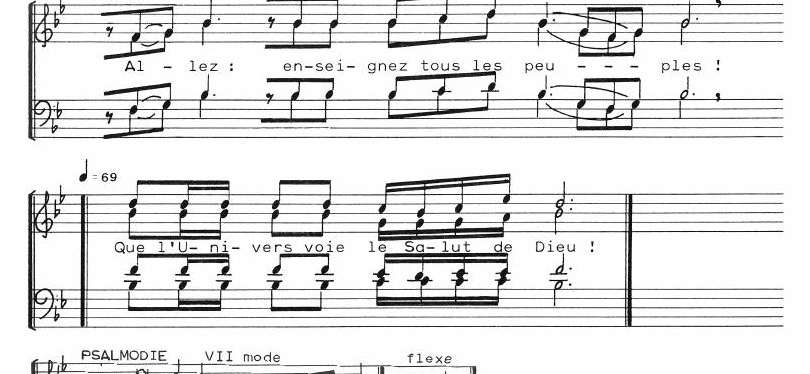 Al - lez : en-sei- gnez tous les peu - - - ples !
= 69
Que l'U- ni- vers voie le Sa-lut de Dieu !
PSALMODIE VII mode flexe